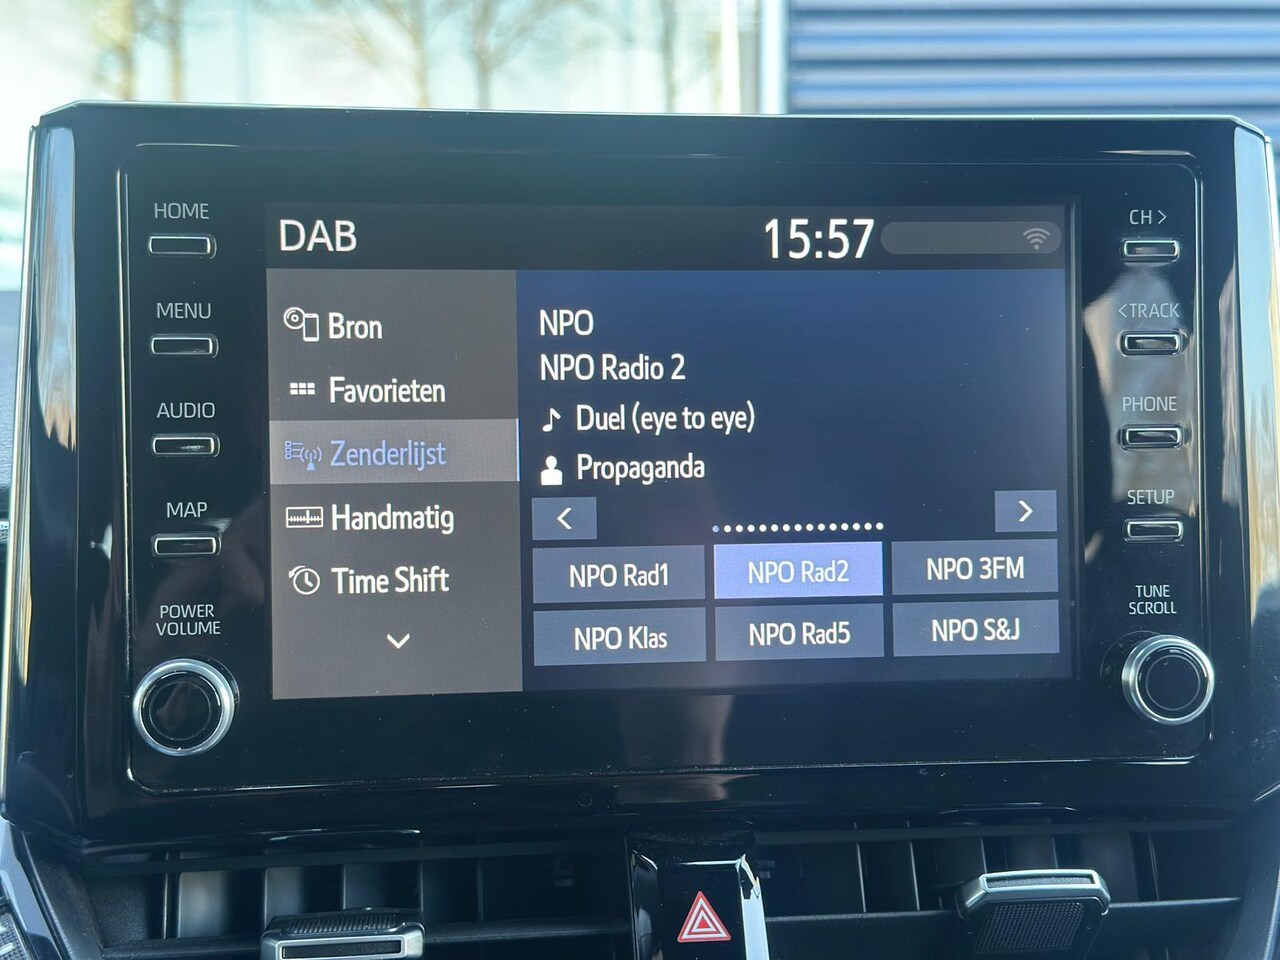 HOME
MENU
AUDIO
MAP
POWER
VOLUME
DAB
15:57
Bron
Favorieten
Zenderlijst
Handmatig
Time Shift
NPO
NPO Radio 2
Duel (eye to eye)
Propaganda
<
>
NPO Rad1
NPO Rad2
NPO 3FM
NPO Klas
NPO Rad5
NPO S&J
CH >
<TRACK
PHONE
SETUP
TUNE
SCROLL